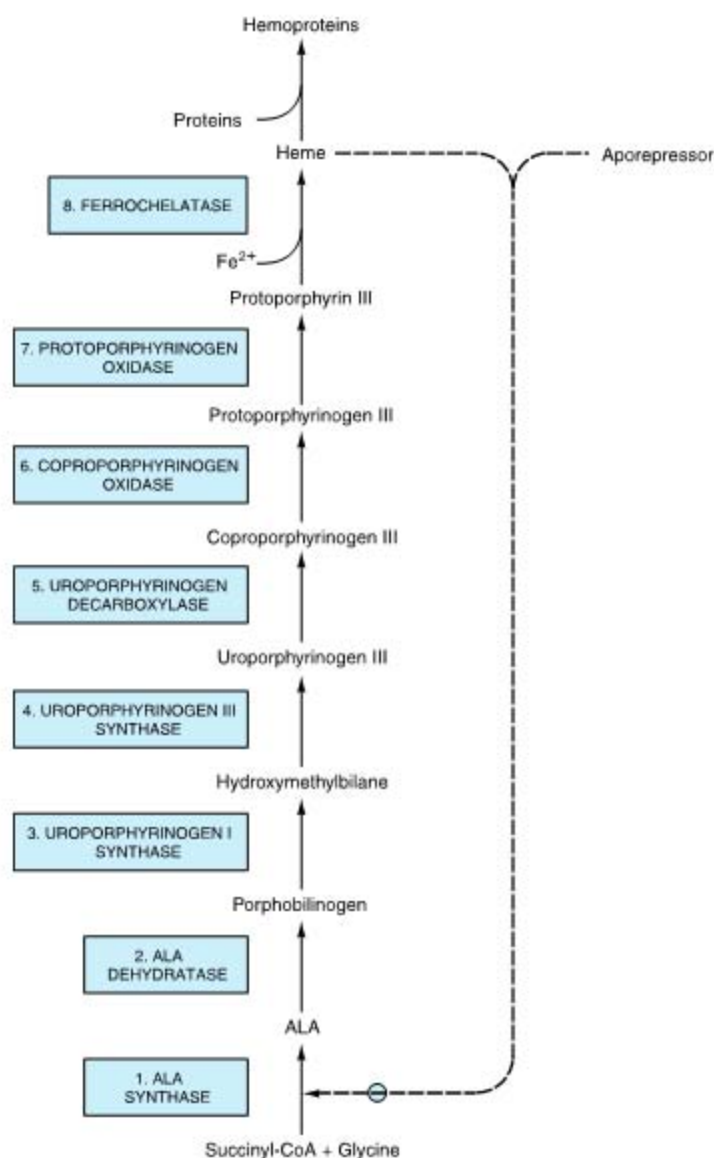 Hemoproteins
Proteins
Heme
Aporepressor
8. FERROCHELATASE
Fe2+
Protoporphyrin III
7. PROTOPORPHYRINOGEN
OXIDASE
Protoporphyrinogen III
6. COPROPORPHYRINOGEN
OXIDASE
Coproporphyrinogen III
5. UROPORPHYRINOGEN
DECARBOXYLASE
Uroporphyrinogen III
4. UROPORPHYRINOGEN III
SYNTHASE
Hydroxymethylbilane
3. UROPORPHYRINOGEN I
SYNTHASE
Porphobilinogen
2. ALA
DEHYDRATASE
ALA
1. ALA
SYNTHASE
Succinyl-CoA + Glycine